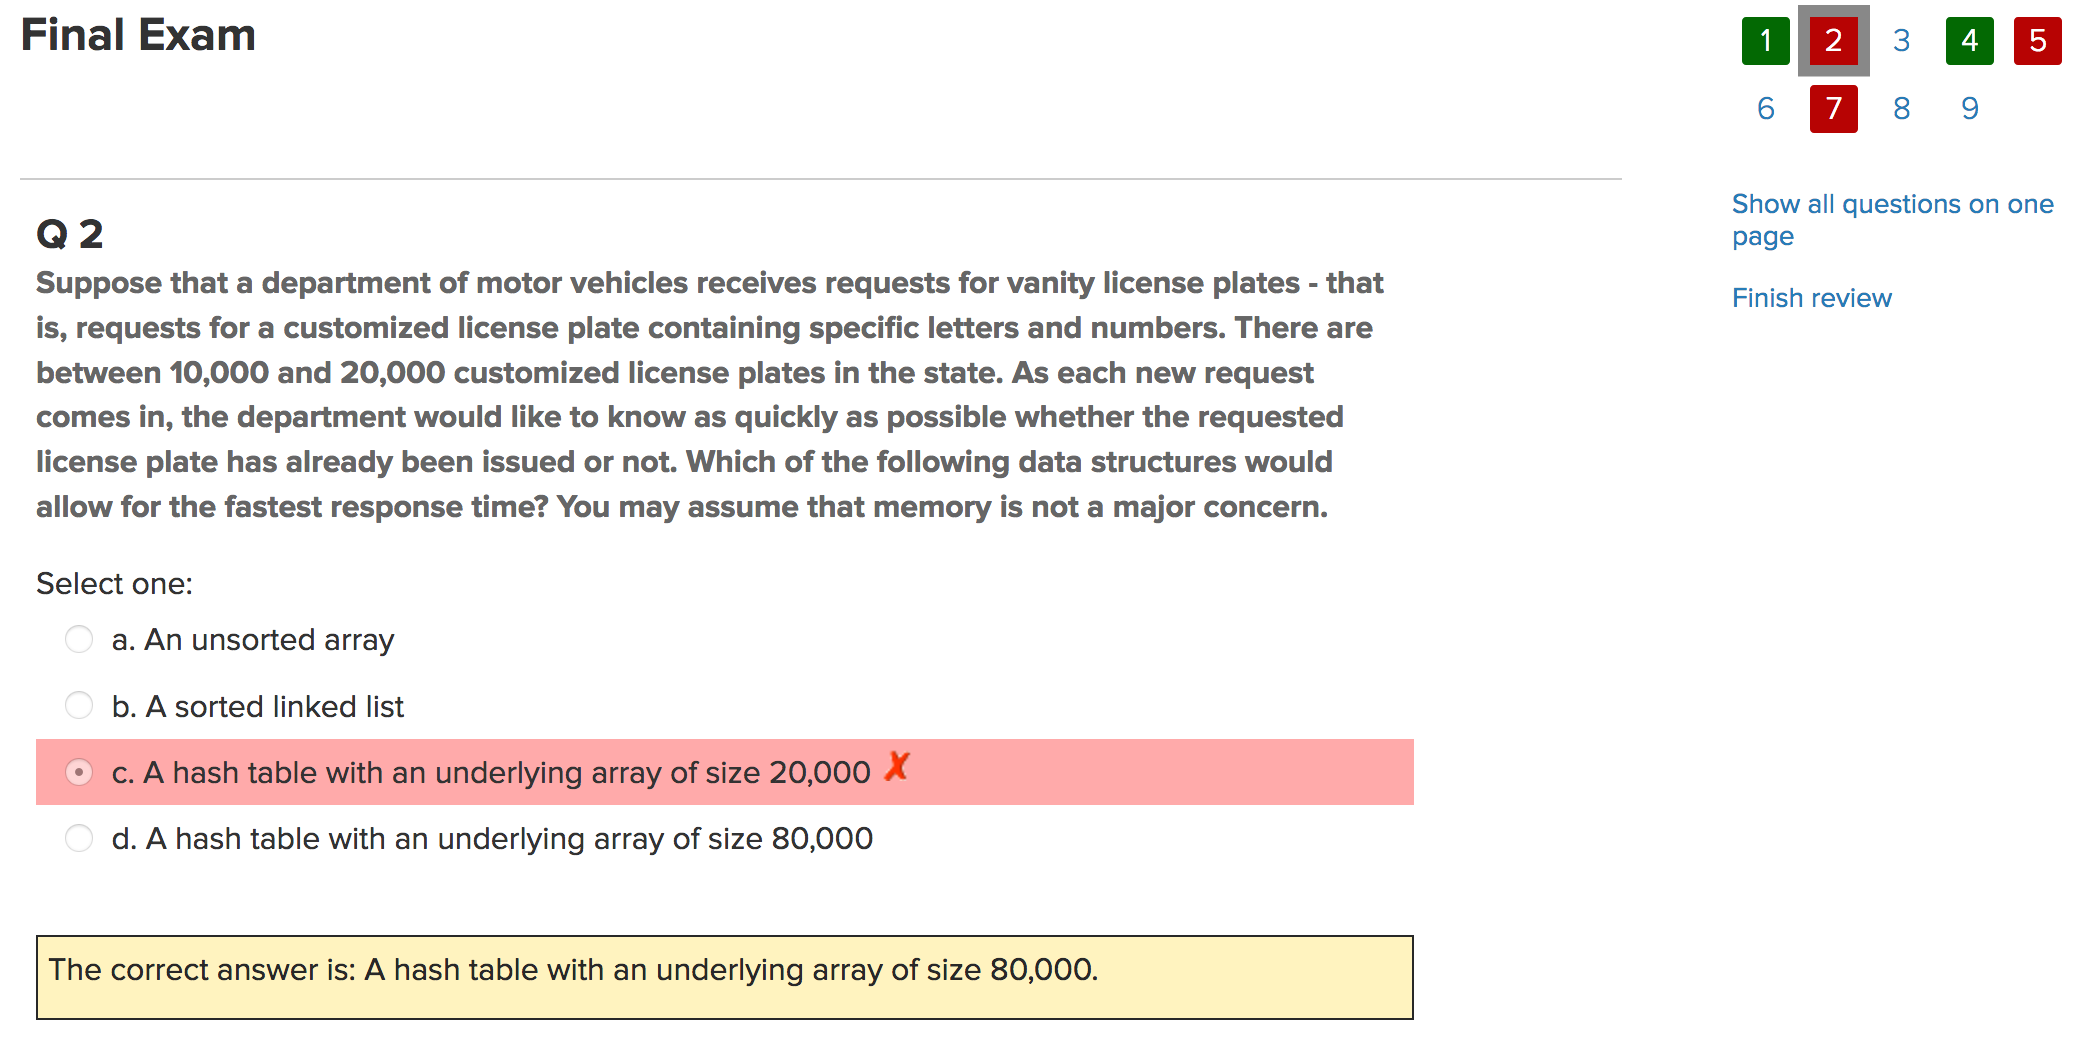 Final Exam
1 2 3 4 5
6 7 8 9
Show all questions on one
page
Finish review
Q 2
Suppose that a department of motor vehicles receives requests for vanity license plates - that
is, requests for a customized license plate containing specific letters and numbers. There are
between 10,000 and 20,000 customized license plates in the state. As each new request
comes in, the department would like to know as quickly as possible whether the requested
license plate has already been issued or not. Which of the following data structures would
allow for the fastest response time? You may assume that memory is not a major concern.
Select one:
a. An unsorted array
b. A sorted linked list
c. A hash table with an underlying array of size 20,000 ✗
d. A hash table with an underlying array of size 80,000
The correct answer is: A hash table with an underlying array of size 80,000.